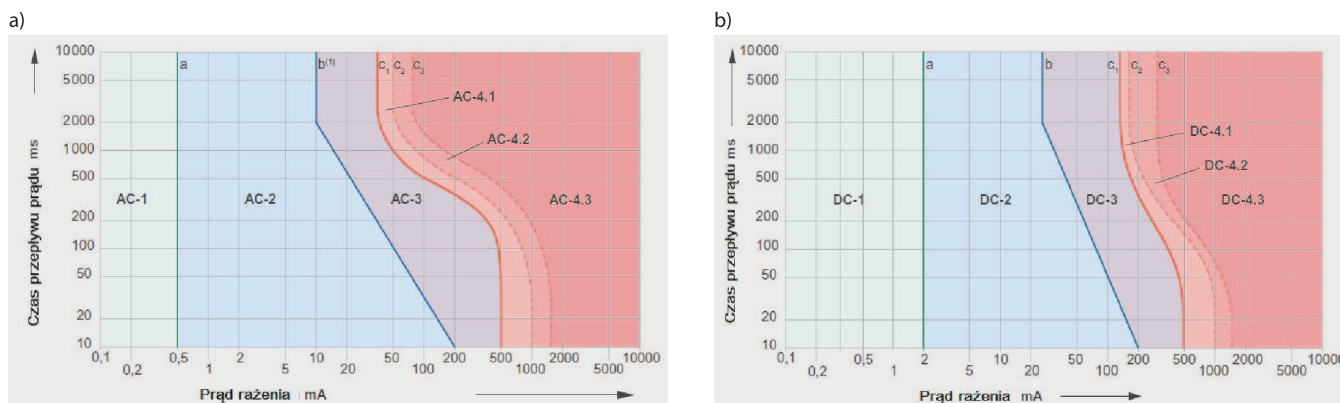 a)
10000
5000
2000
1000
500
200
100
50
20
10
Czas przepływu prądu ms
a
b(1)
c1 c2 c3
AC-4.1
AC-4.2
AC-1 AC-2 AC-3 AC-4.3
0,1 0,5 10 50 200 2000 10000
0,2 1 2 5 20 100 500 1000 5000
Prąd rażenia mA
b)
10000
5000
2000
1000
500
200
100
50
20
10
Czas przepływu prądu ms
a
b
c1 c2 c3
DC-4.1
DC-4.2
DC-1 DC-2 DC-3 DC-4.3
0,1 0,5 2 10 50 200 500 2000 10000
0,2 1 5 20 100 1000 5000
Prąd rażenia mA